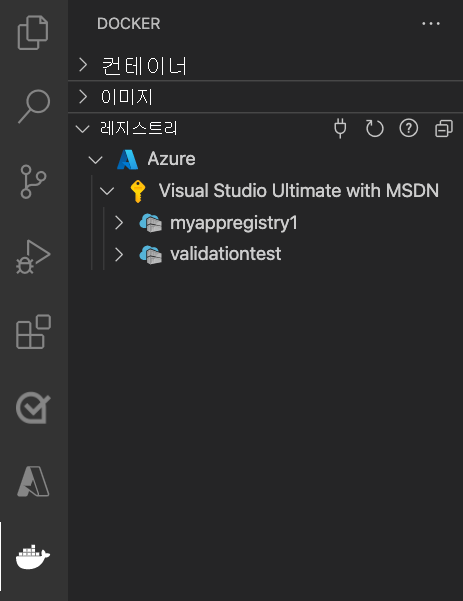 DOCKER
컨테이너
이미지
레지스트리
Azure
Visual Studio Ultimate with MSDN
myappregistry1
validationtest